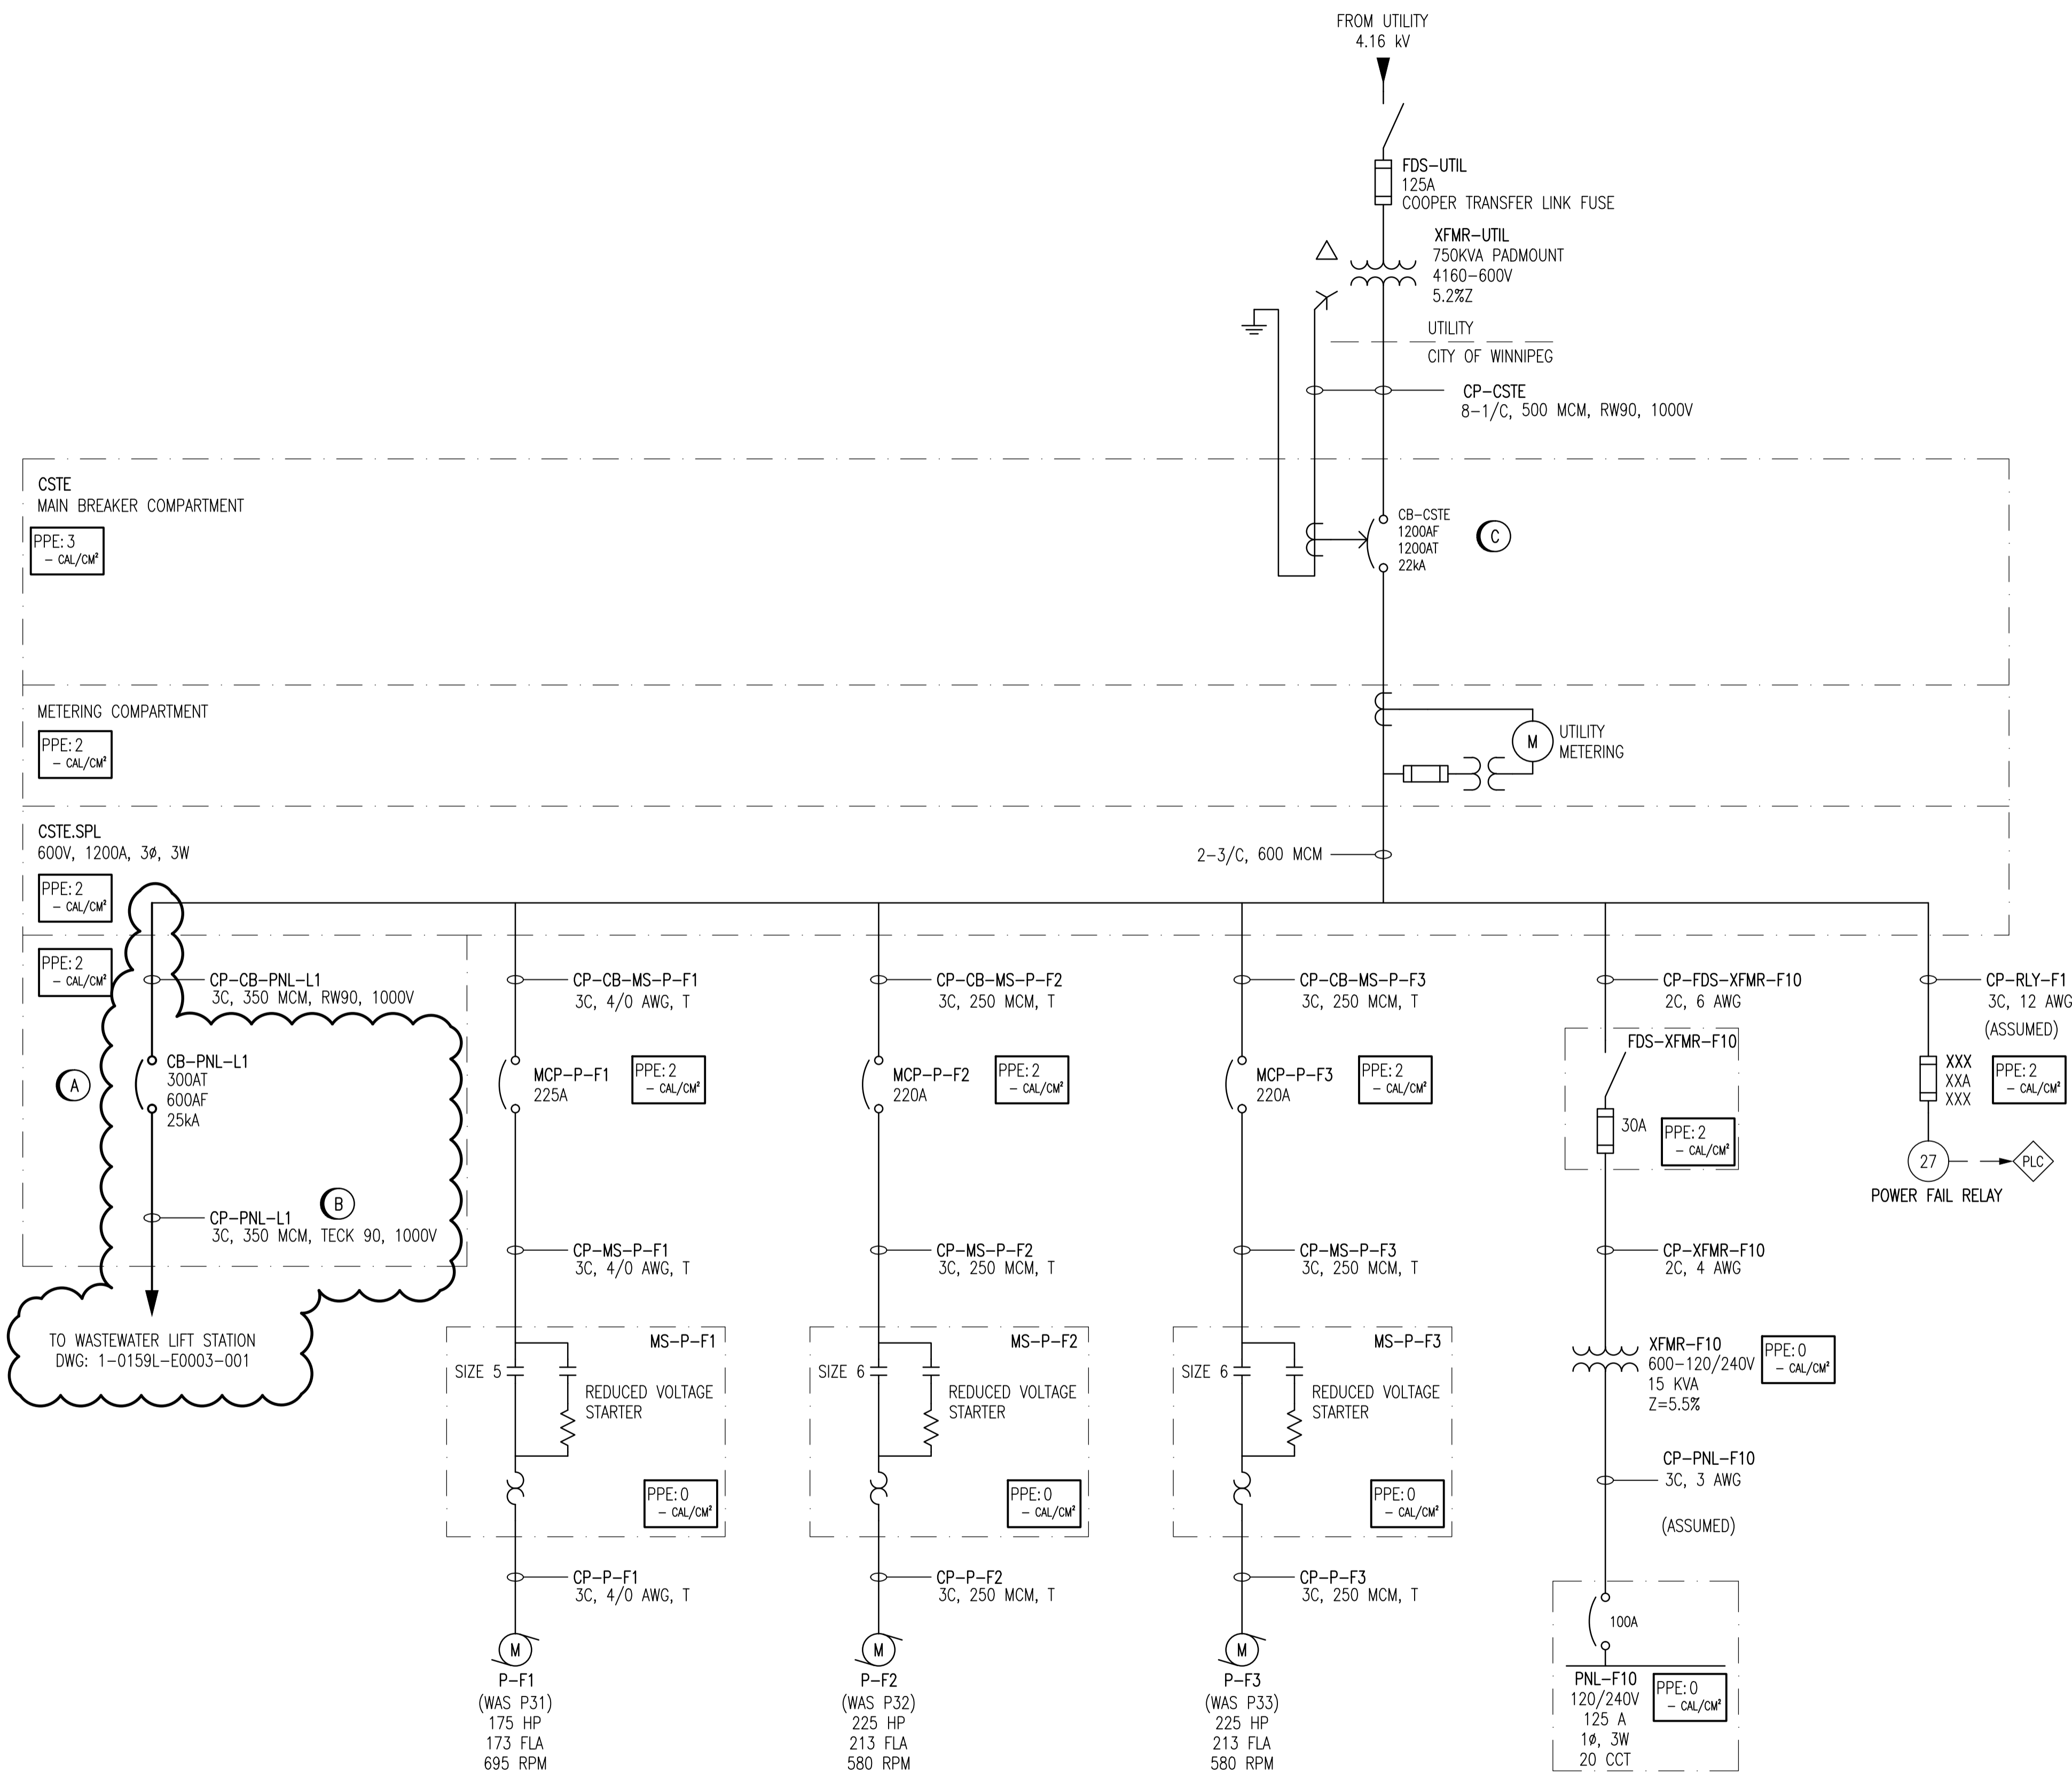 FROM UTILITY
4.16 kV
FDS-UTIL
125A
COOPER TRANSFER LINK FUSE
XFMR-UTIL
750KVA PADMOUNT
4160-600V
5.2%Z
UTILITY
CITY OF WINNIPEG
CP-CSTE
8-1/C, 500 MCM, RW90, 1000V
CSTE
MAIN BREAKER COMPARTMENT
PPE: 3
- CAL/CM²
CB-CSTE
1200AF
1200AT
22kA
C
METERING COMPARTMENT
PPE: 2
- CAL/CM²
M
UTILITY
METERING
CSTE.SPL
600V, 1200A, 3ø, 3W
PPE: 2
- CAL/CM²
2-3/C, 600 MCM
PPE: 2
- CAL/CM²
CP-CB-PNL-L1
3C, 350 MCM, RW90, 1000V
A
CB-PNL-L1
300AT
600AF
25kA
B
CP-PNL-L1
3C, 350 MCM, TECK 90, 1000V
TO WASTEWATER LIFT STATION
DWG: 1-0159L-E0003-001
CP-CB-MS-P-F1
3C, 4/0 AWG, T
MCP-P-F1
225A
PPE: 2
- CAL/CM²
CP-MS-P-F1
3C, 4/0 AWG, T
MS-P-F1
SIZE 5
REDUCED VOLTAGE
STARTER
PPE: 0
- CAL/CM²
CP-P-F1
3C, 4/0 AWG, T
M
P-F1
(WAS P31)
175 HP
173 FLA
695 RPM
CP-CB-MS-P-F2
3C, 250 MCM, T
MCP-P-F2
220A
PPE: 2
- CAL/CM²
CP-MS-P-F2
3C, 250 MCM, T
MS-P-F2
SIZE 6
REDUCED VOLTAGE
STARTER
PPE: 0
- CAL/CM²
CP-P-F2
3C, 250 MCM, T
M
P-F2
(WAS P32)
225 HP
213 FLA
580 RPM
CP-CB-MS-P-F3
3C, 250 MCM, T
MCP-P-F3
220A
PPE: 2
- CAL/CM²
CP-MS-P-F3
3C, 250 MCM, T
MS-P-F3
SIZE 6
REDUCED VOLTAGE
STARTER
PPE: 0
- CAL/CM²
CP-P-F3
3C, 250 MCM, T
M
P-F3
(WAS P33)
225 HP
213 FLA
580 RPM
CP-FDS-XFMR-F10
2C, 6 AWG
FDS-XFMR-F10
30A
PPE: 2
- CAL/CM²
CP-XFMR-F10
2C, 4 AWG
XFMR-F10
600-120/240V
15 KVA
Z=5.5%
PPE: 0
- CAL/CM²
CP-PNL-F10
3C, 3 AWG
(ASSUMED)
100A
PNL-F10
120/240V
125 A
1ø, 3W
20 CCT
PPE: 0
- CAL/CM²
CP-RLY-F1
3C, 12 AWG
(ASSUMED)
XXX
XXA
XXX
PPE: 2
- CAL/CM²
27
PLC
POWER FAIL RELAY